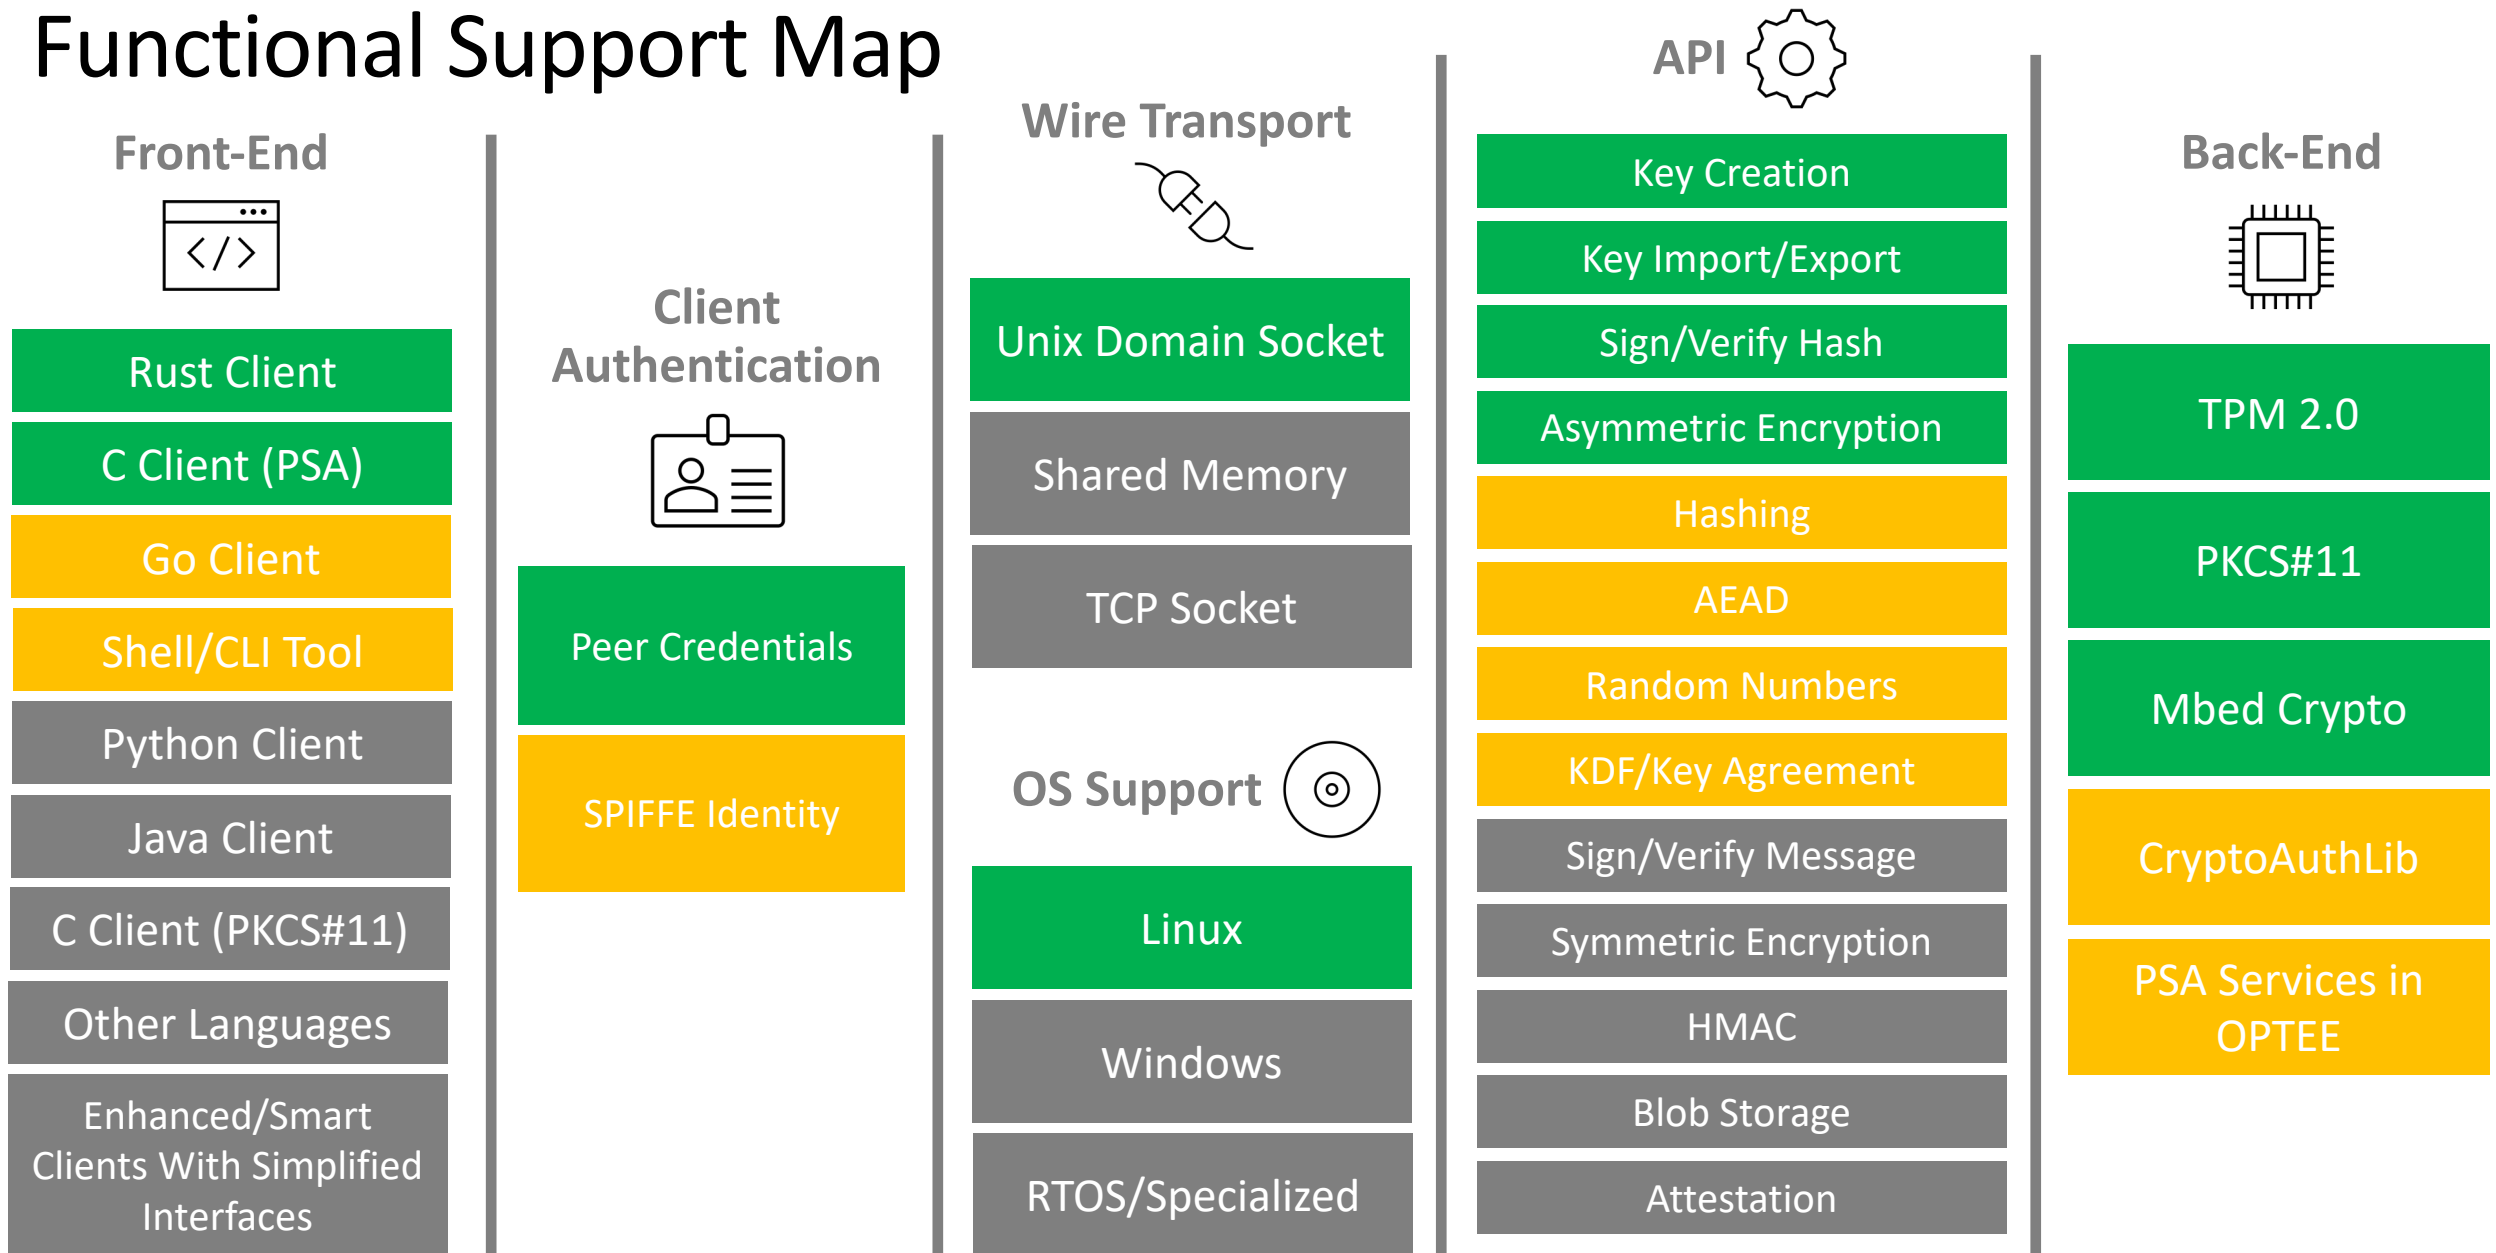 Functional Support Map
Front-End
Rust Client
C Client (PSA)
Go Client
Shell/CLI Tool
Python Client
Java Client
C Client (PKCS#11)
Other Languages
Enhanced/Smart
Clients With Simplified
Interfaces
Client
Authentication
Peer Credentials
SPIFFE Identity
Wire Transport
Unix Domain Socket
Shared Memory
TCP Socket
OS Support
Linux
Windows
RTOS/Specialized
API
Key Creation
Key Import/Export
Sign/Verify Hash
Asymmetric Encryption
Hashing
AEAD
Random Numbers
KDF/Key Agreement
Sign/Verify Message
Symmetric Encryption
HMAC
Blob Storage
Attestation
Back-End
TPM 2.0
PKCS#11
Mbed Crypto
CryptoAuthLib
PSA Services in
OPTEE